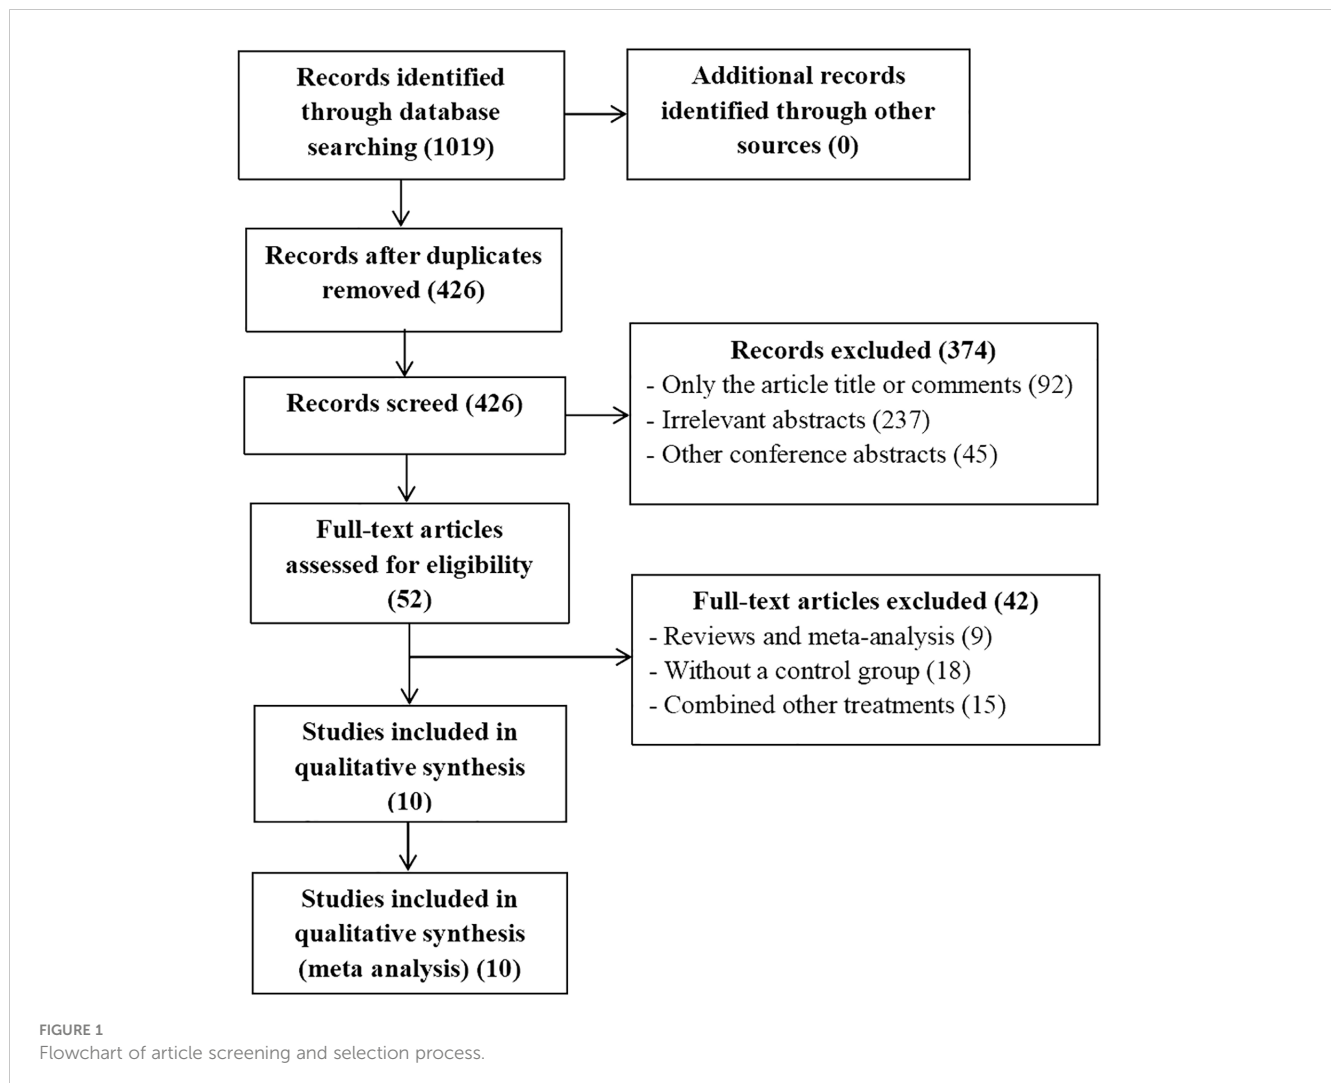 Records identified
through database
searching (1019)
Additional records
identified through other
sources (0)
Records after duplicates
removed (426)
Records screed (426)
Records excluded (374)
- Only the article title or comments (92)
- Irrelevant abstracts (237)
- Other conference abstracts (45)
Full-text articles
assessed for eligibility
(52)
Full-text articles excluded (42)
- Reviews and meta-analysis (9)
- Without a control group (18)
- Combined other treatments (15)
Studies included in
qualitative synthesis
(10)
Studies included in
qualitative synthesis
(meta analysis) (10)
FIGURE 1
Flowchart of article screening and selection process.